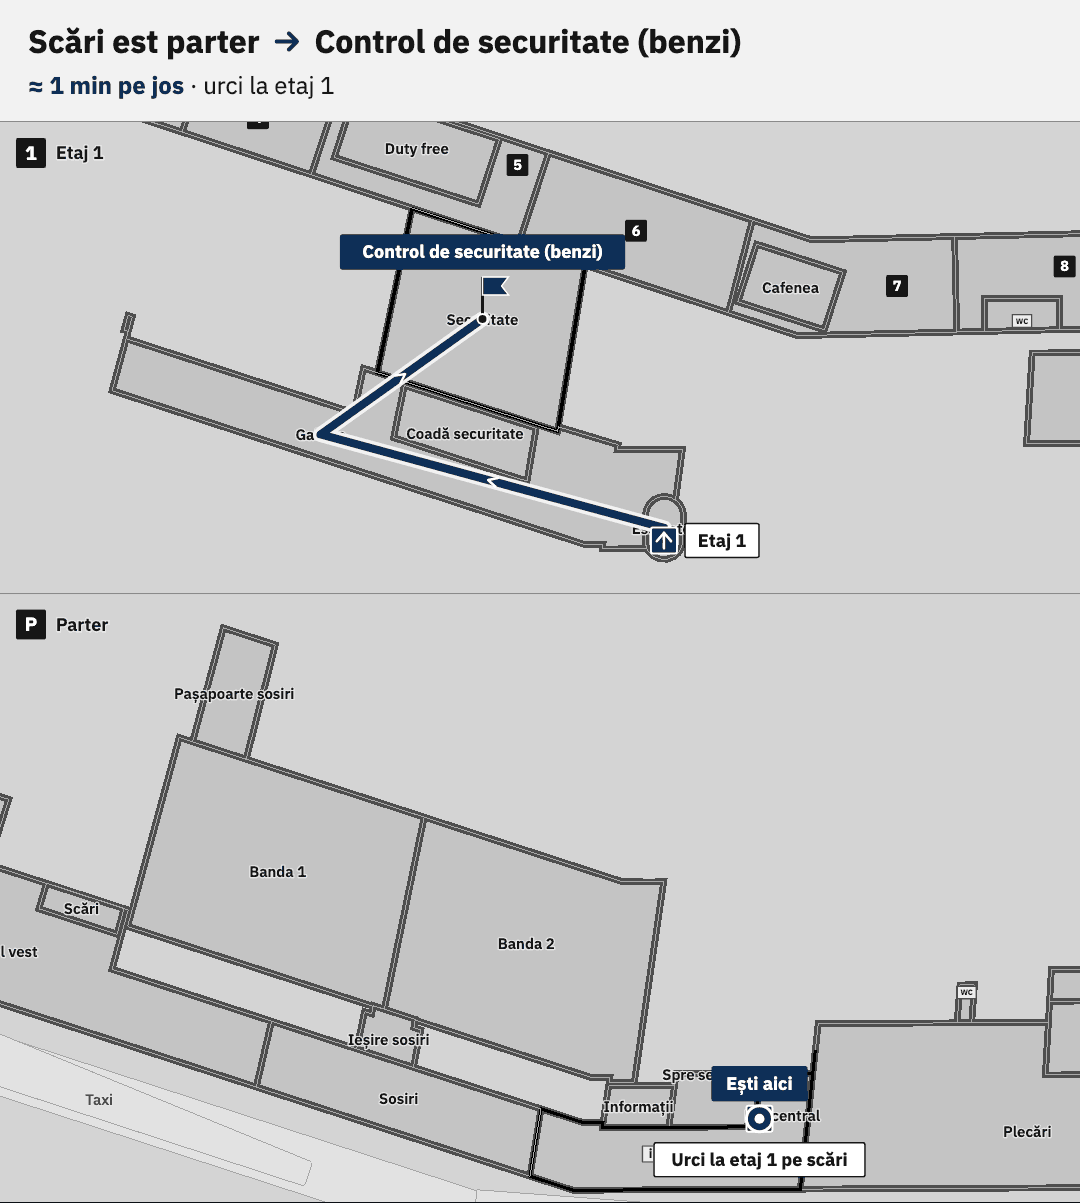 Scări est parter → Control de securitate (benzi)
≈ 1 min pe jos · urci la etaj 1
1 Etaj 1
Duty free
5
6
Control de securitate (benzi)
8
Cafenea
7
WC
Coadă securitate
Etaj 1
P Parter
Pașapoarte sosiri
Banda 1
Scări
Banda 2
l vest
WC
Ieșire sosiri
Spre se
Ești aici
Taxi
Sosiri
Informații
central
Plecări
i
Urci la etaj 1 pe scări